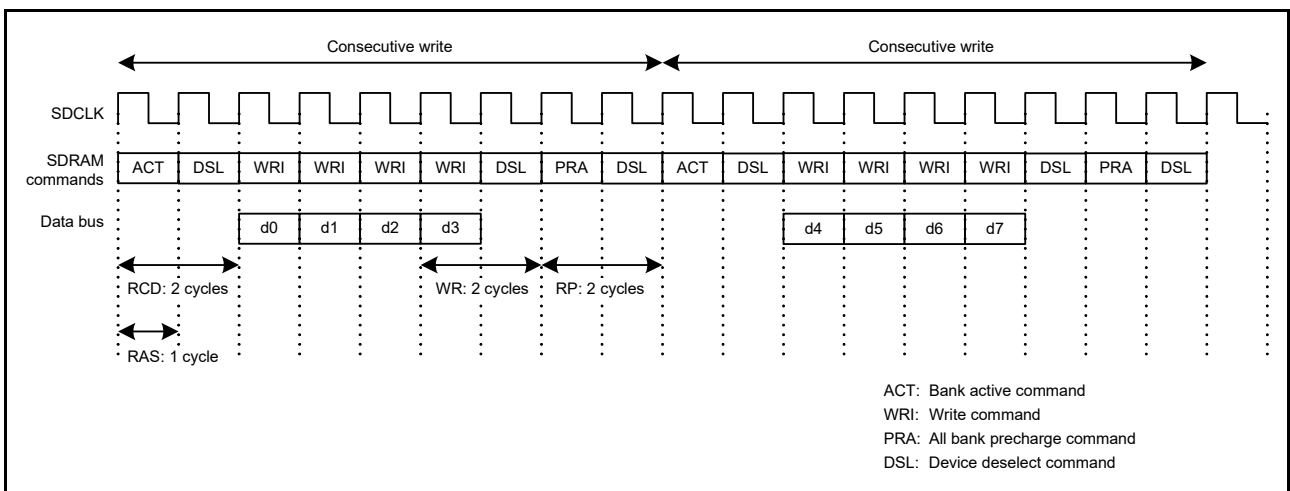 Consecutive write Consecutive write
SDCLK
SDRAM
commands
ACT DSL WRI WRI WRI WRI DSL PRA DSL ACT DSL WRI WRI WRI WRI DSL PRA DSL
Data bus
d0 d1 d2 d3 d4 d5 d6 d7
RCD: 2 cycles WR: 2 cycles RP: 2 cycles
RAS: 1 cycle
ACT: Bank active command
WRI: Write command
PRA: All bank precharge command
DSL: Device deselect command